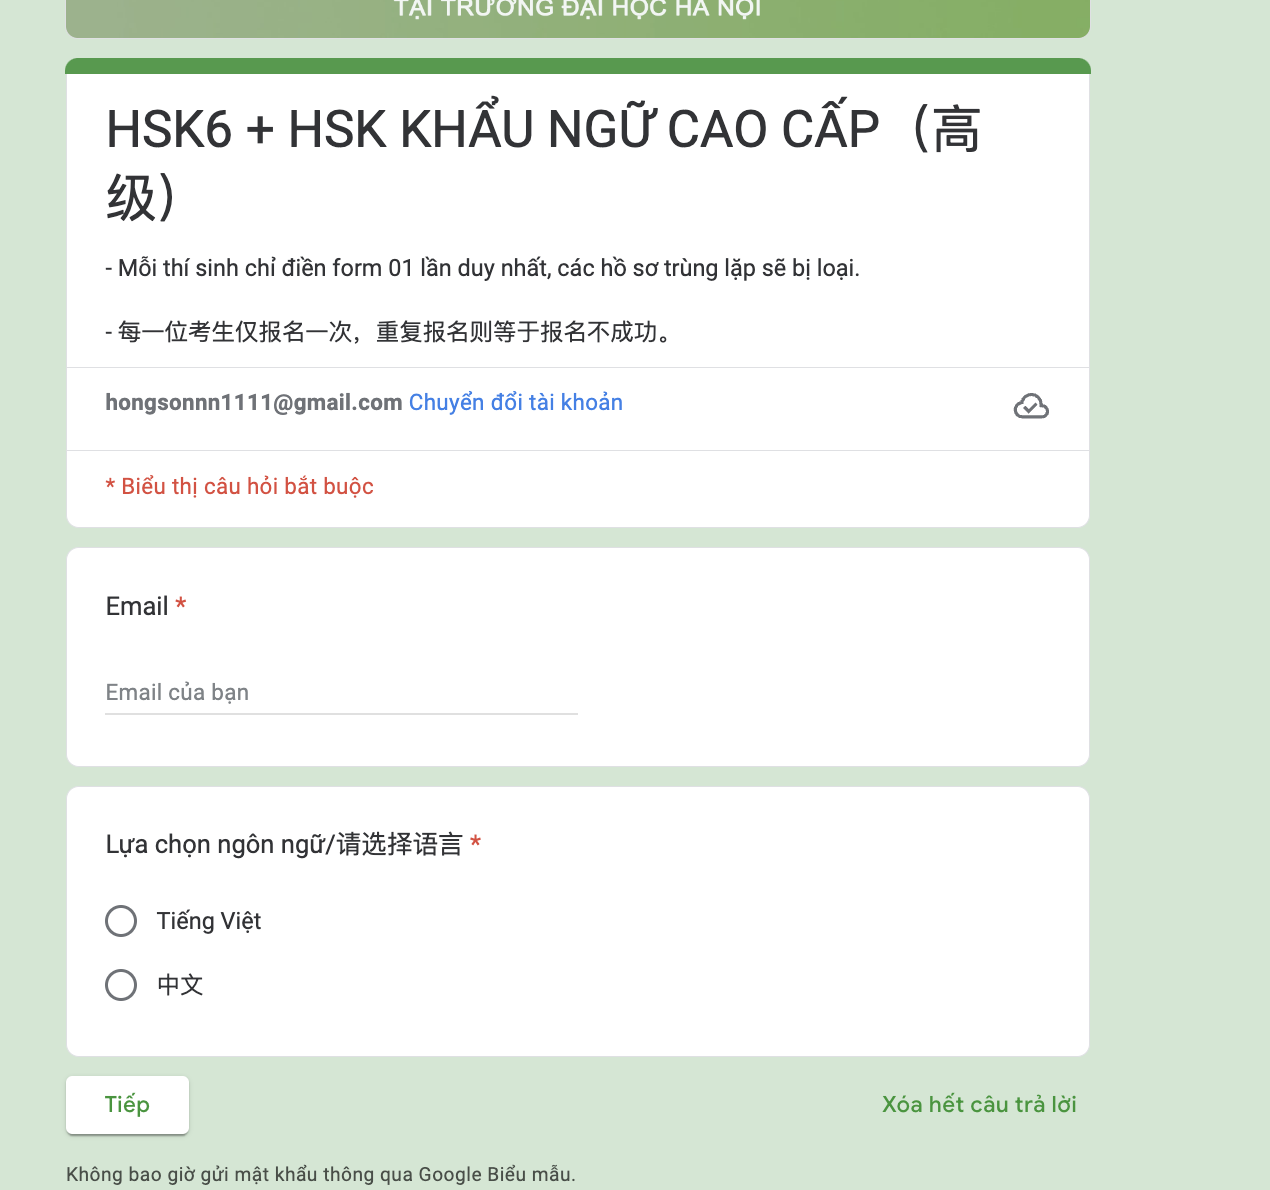 TẠI TRƯỜNG ĐẠI HỌC HÀ NỘI
HSK6 + HSK KHẨU NGỮ CAO CẤP（高
级）
- Mỗi thí sinh chỉ điền form 01 lần duy nhất, các hồ sơ trùng lặp sẽ bị loại.
- 每一位考生仅报名一次，重复报名则等于报名不成功。
hongsonnn1111@gmail.com Chuyển đổi tài khoản
* Biểu thị câu hỏi bắt buộc
Email *
Email của bạn
Lựa chọn ngôn ngữ/请选择语言 *
Tiếng Việt
中文
Tiếp
Xóa hết câu trả lời
Không bao giờ gửi mật khẩu thông qua Google Biểu mẫu.